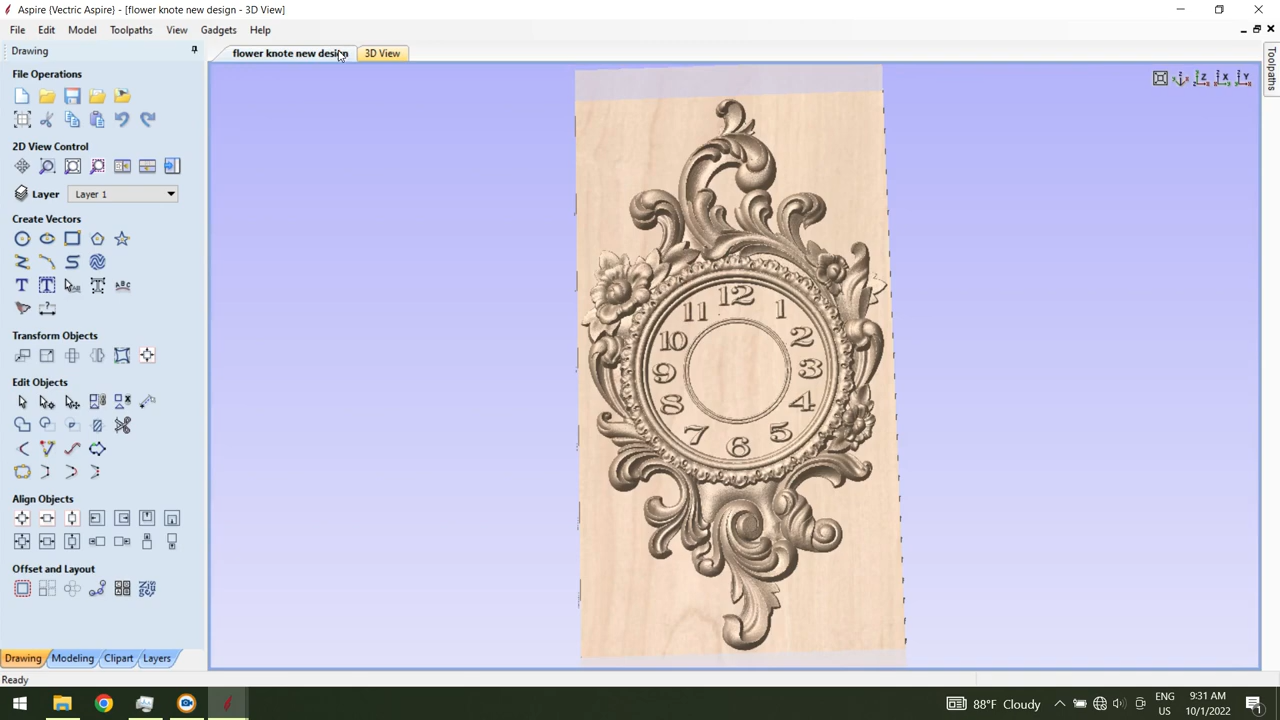 Aspire {Vectric Aspire} - [flower knote new design - 3D View]
File Edit Model Toolpaths View Gadgets Help
Drawing
flower knote new design
3D View
Toolpaths
File Operations
2D View Control
Layer
Layer 1
Create Vectors
Transform Objects
Edit Objects
Align Objects
Offset and Layout
12
1
2
3
4
5
6
7
8
9
10
11
Z
X
Y
Drawing Modeling Clipart Layers
Ready
88°F Cloudy
ENG
US
9:31 AM
10/1/2022
1